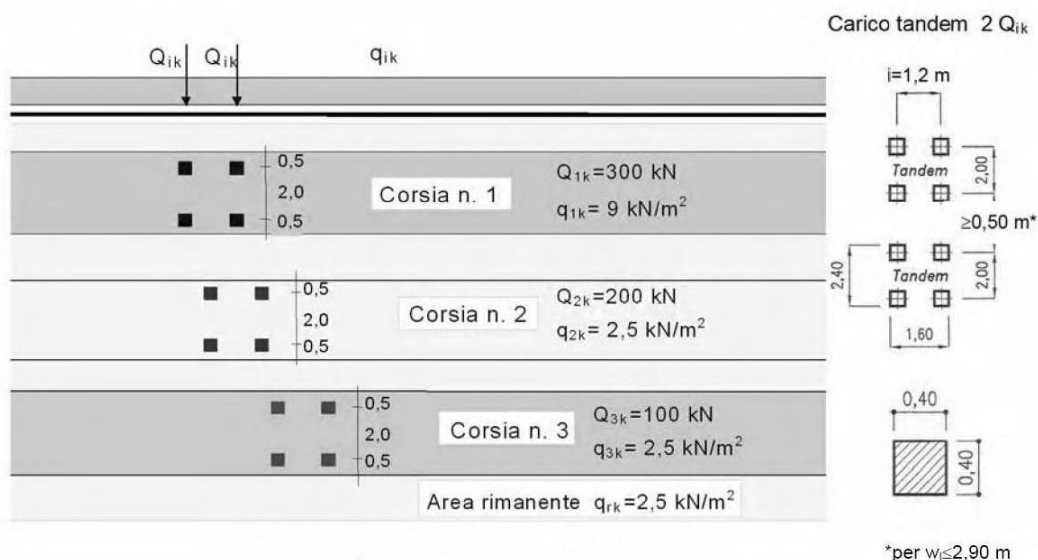 Carico tandem 2 Qik
Qik Qik qik
i=1,2 m
0,5
2,0
0,5
Corsia n. 1
Q1k=300 kN
q1k= 9 kN/m²
Tandem
2,00
≥0,50 m*
0,5
2,0
0,5
Corsia n. 2
Q2k=200 kN
q2k= 2,5 kN/m²
2,40
Tandem
2,00
1,60
0,5
2,0
0,5
Corsia n. 3
Q3k=100 kN
q3k= 2,5 kN/m²
0,40
0,40
Area rimanente qrk=2,5 kN/m²
*per wl≤2,90 m